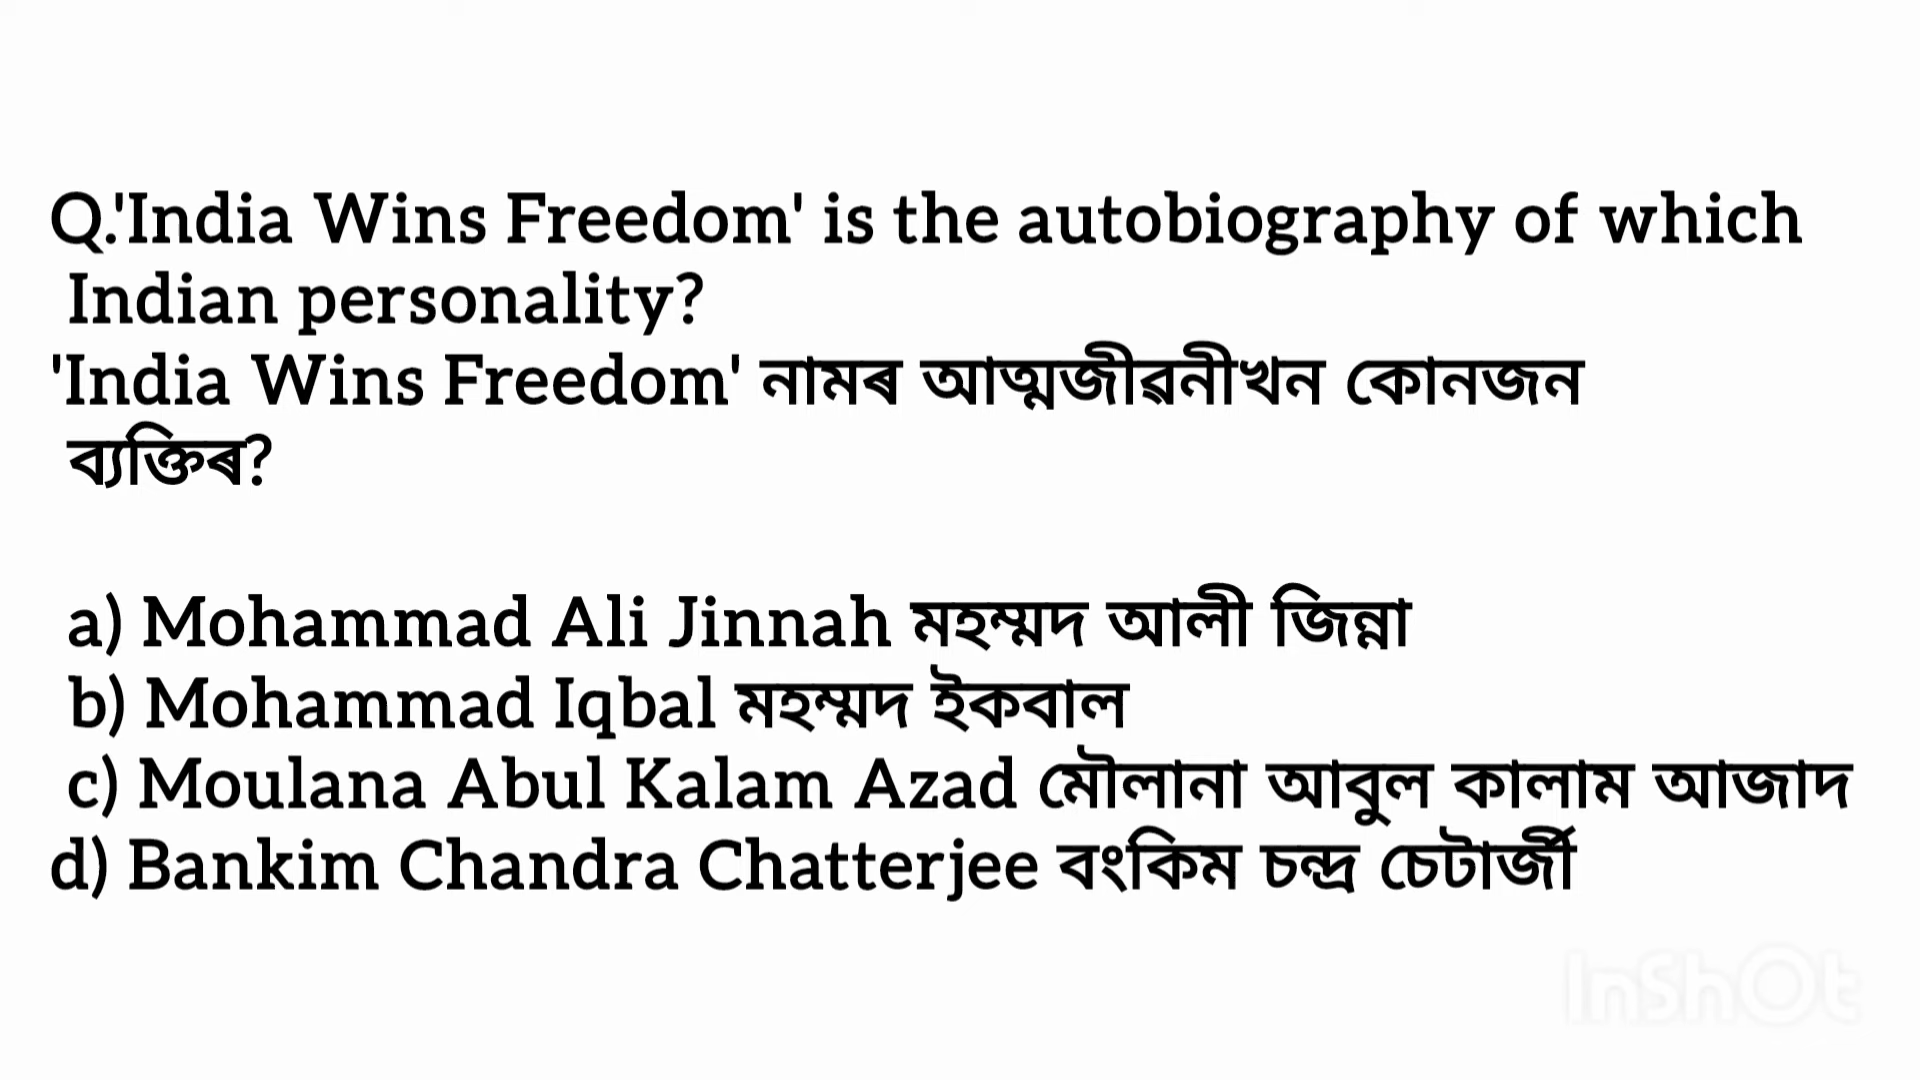 Q.'India Wins Freedom' is the autobiography of which
Indian personality?
'India Wins Freedom' নামৰ আত্মজীৱনীখন কোনজন
ব্যক্তিৰ?
a) Mohammad Ali Jinnah মহম্মদ আলী জিন্না
b) Mohammad Iqbal মহম্মদ ইকবাল
c) Moulana Abul Kalam Azad মৌলানা আবুল কালাম আজাদ
d) Bankim Chandra Chatterjee বংকিম চন্দ্ৰ চেটাৰ্জী
InShOt